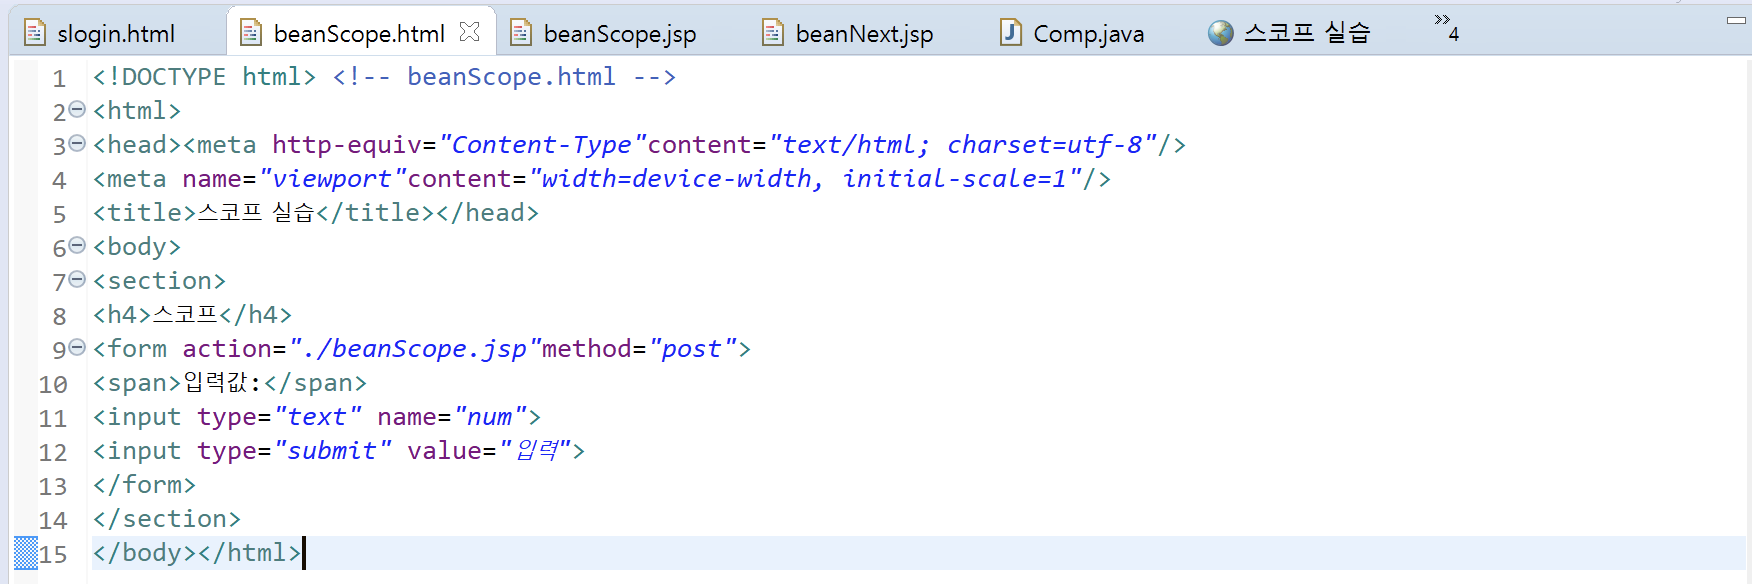 slogin.html beanScope.html beanScope.jsp beanNext.jsp Comp.java 스코프 실습 »4
1 <!DOCTYPE html> <!-- beanScope.html -->
2 <html>
3 <head><meta http-equiv="Content-Type"content="text/html; charset=utf-8"/>
4 <meta name="viewport"content="width=device-width, initial-scale=1"/>
5 <title>스코프 실습</title></head>
6 <body>
7 <section>
8 <h4>스코프</h4>
9 <form action="./beanScope.jsp"method="post">
10 <span>입력값:</span>
11 <input type="text" name="num">
12 <input type="submit" value="입력">
13 </form>
14 </section>
15 </body></html>